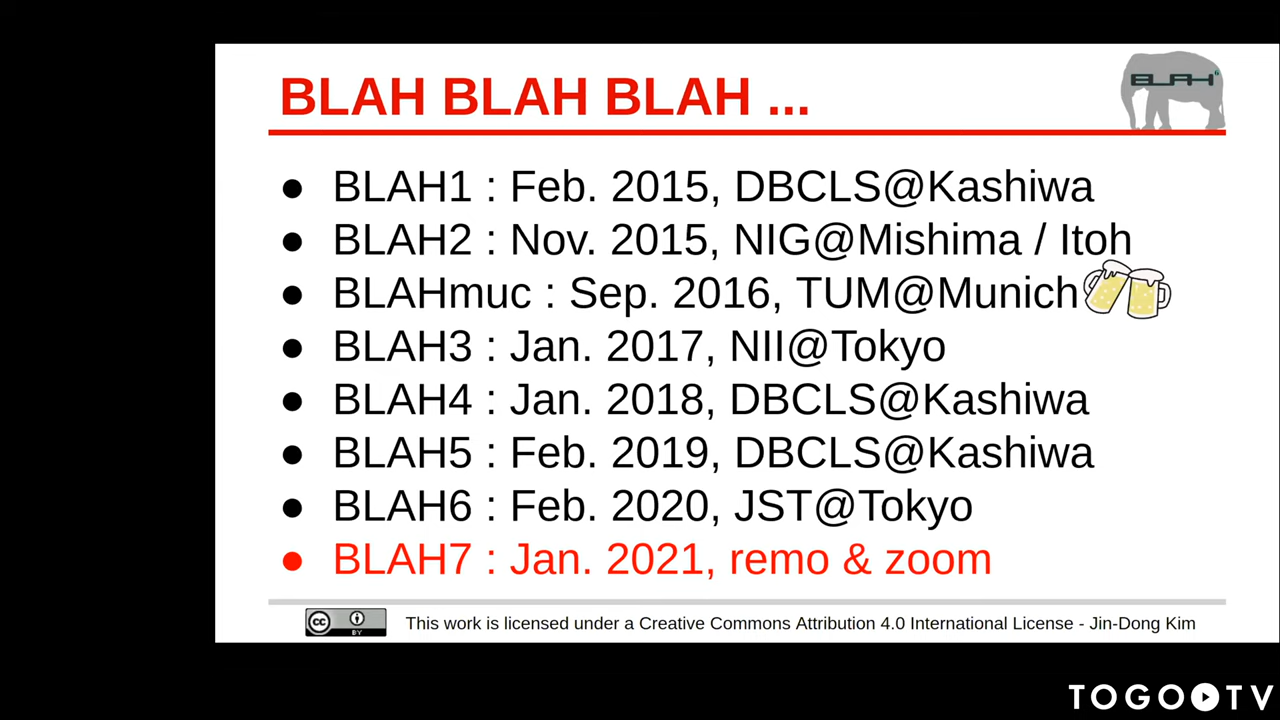 BLAH BLAH BLAH ...
BLAH6
● BLAH1 : Feb. 2015, DBCLS@Kashiwa
● BLAH2 : Nov. 2015, NIG@Mishima / Itoh
● BLAHmuc : Sep. 2016, TUM@Munich
● BLAH3 : Jan. 2017, NII@Tokyo
● BLAH4 : Jan. 2018, DBCLS@Kashiwa
● BLAH5 : Feb. 2019, DBCLS@Kashiwa
● BLAH6 : Feb. 2020, JST@Tokyo
● BLAH7 : Jan. 2021, remo & zoom
cc BY
This work is licensed under a Creative Commons Attribution 4.0 International License - Jin-Dong Kim
TOGOTV